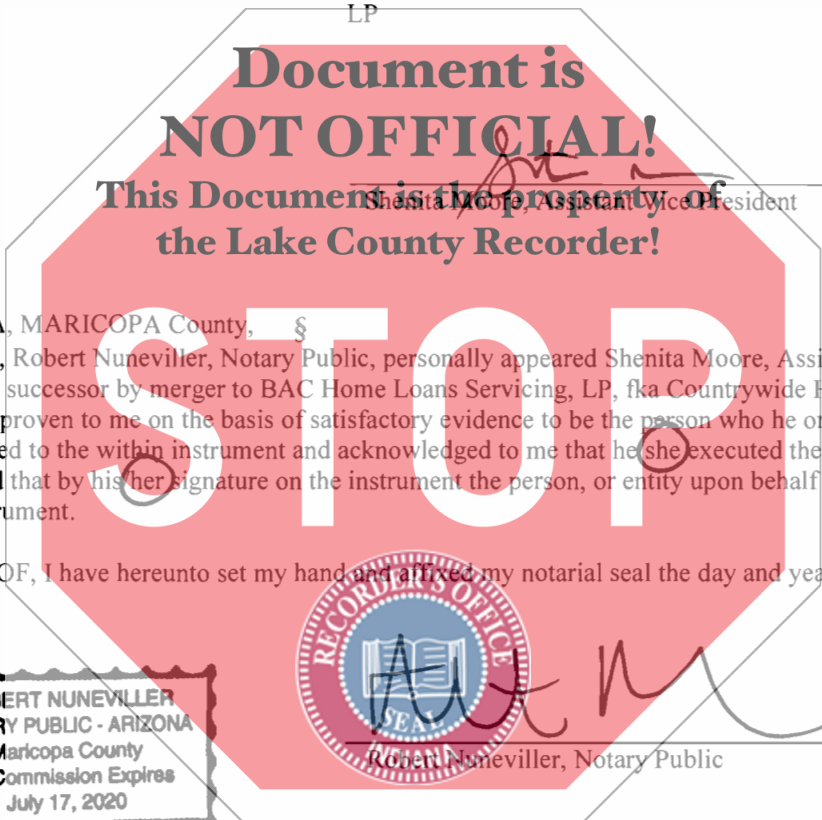 LP
Document is
NOT OFFICIAL!
This Document is the property of
the Lake County Recorder!
Shenita Moore, Assistant Vice President
STOP
, MARICOPA County, §
, Robert Nuneviller, Notary Public, personally appeared Shenita Moore, Assi
successor by merger to BAC Home Loans Servicing, LP, fka Countrywide H
proven to me on the basis of satisfactory evidence to be the person who he or
ed to the within instrument and acknowledged to me that he/she executed the
that by his/her signature on the instrument the person, or entity upon behalf
ument.
OF, I have hereunto set my hand and affixed my notarial seal the day and yea
RECORDER'S OFFICE
SEAL
INDIANA
ERT NUNEVILLER
RY PUBLIC - ARIZONA
Maricopa County
Commission Expires
July 17, 2020
Robert Nuneviller, Notary Public